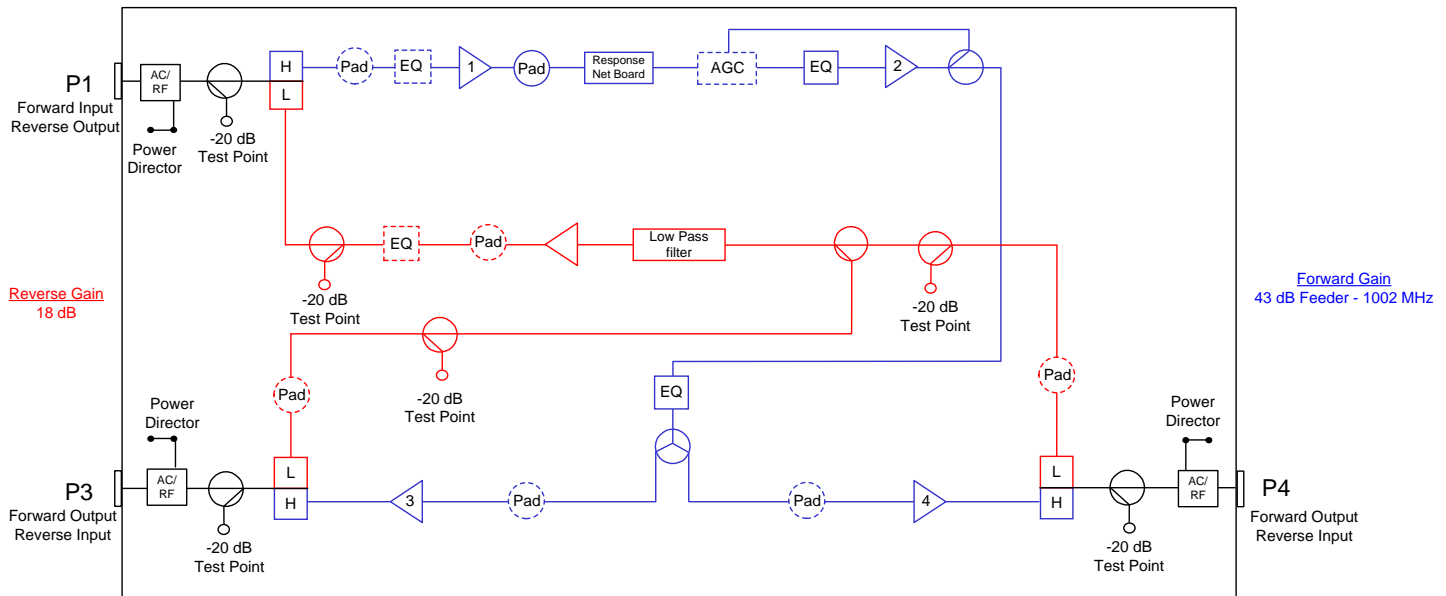 P1
Forward Input
Reverse Output
AC/
RF
Power
Director
-20 dB
Test Point
H
L
Pad
EQ
1
Pad
Response
Net Board
AGC
EQ
2
-20 dB
Test Point
EQ
Pad
Low Pass
filter
-20 dB
Test Point
Reverse Gain
18 dB
Forward Gain
43 dB Feeder - 1002 MHz
-20 dB
Test Point
Pad
EQ
Pad
Power
Director
P3
Forward Output
Reverse Input
AC/
RF
-20 dB
Test Point
L
H
3
Pad
Pad
4
L
H
-20 dB
Test Point
Power
Director
AC/
RF
P4
Forward Output
Reverse Input